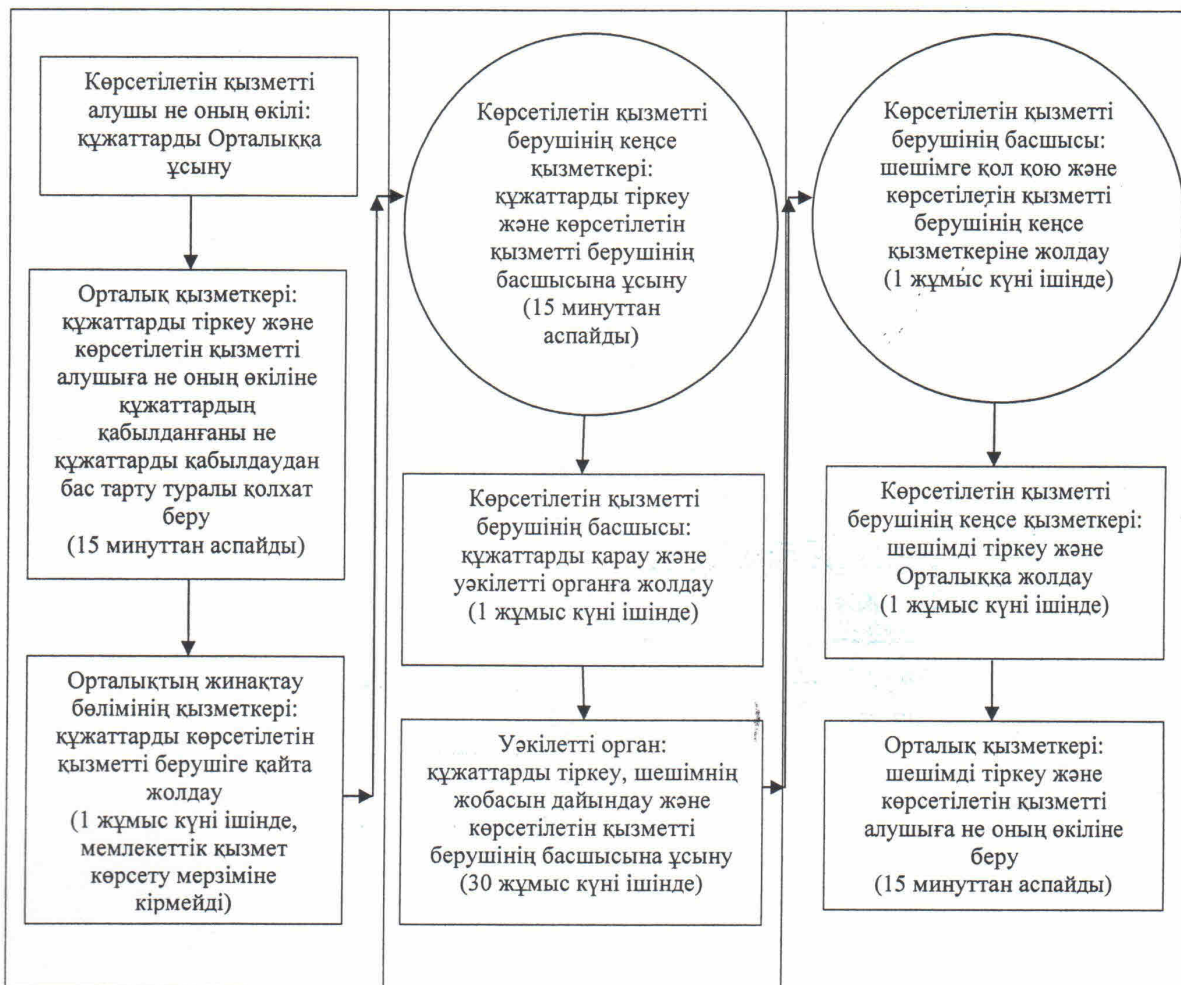 Көрсетілетін қызметті
алушы не оның өкілі:
құжаттарды Орталыққа
ұсыну
Орталық қызметкері:
құжаттарды тіркеу және
көрсетілетін қызметті
алушыға не оның өкіліне
құжаттардың
қабылданғаны не
құжаттарды қабылдаудан
бас тарту туралы қолхат
беру
(15 минуттан аспайды)
Орталықтың жинақтау
бөлімінің қызметкері:
құжаттарды көрсетілетін
қызметті берушіге қайта
жолдау
(1 жұмыс күні ішінде,
мемлекеттік қызмет
көрсету мерзіміне
кірмейді)
Көрсетілетін қызметті
берушінің кеңсе
қызметкері:
құжаттарды тіркеу
және көрсетілетін
қызметті берушінің
басшысына ұсыну
(15 минуттан
аспайды)
Көрсетілетін қызметті
берушінің басшысы:
құжаттарды қарау және
уәкілетті органға жолдау
(1 жұмыс күні ішінде)
Уәкілетті орган:
құжаттарды тіркеу, шешімнің
жобасын дайындау және
көрсетілетін қызметті
берушінің басшысына ұсыну
(30 жұмыс күні ішінде)
Көрсетілетін қызметті
берушінің басшысы:
шешімге қол қою және
көрсетілетін қызметті
берушінің кеңсе
қызметкеріне жолдау
(1 жұмыс күні ішінде)
Көрсетілетін қызметті
берушінің кеңсе қызметкері:
шешімді тіркеу және
Орталыққа жолдау
(1 жұмыс күні ішінде)
Орталық қызметкері:
шешімді тіркеу және
көрсетілетін қызметті
алушыға не оның өкіліне
беру
(15 минуттан аспайды)